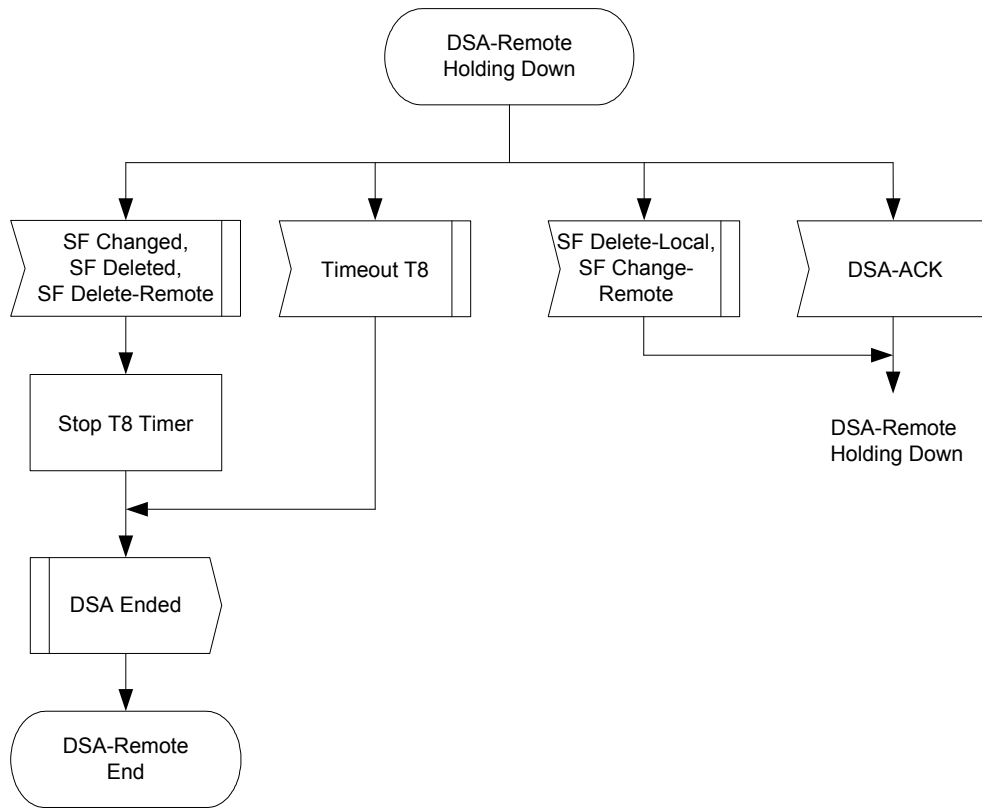 DSA-Remote
Holding Down
SF Changed,
SF Deleted,
SF Delete-Remote
Timeout T8
SF Delete-Local,
SF Change-
Remote
DSA-ACK
Stop T8 Timer
DSA-Remote
Holding Down
DSA Ended
DSA-Remote
End